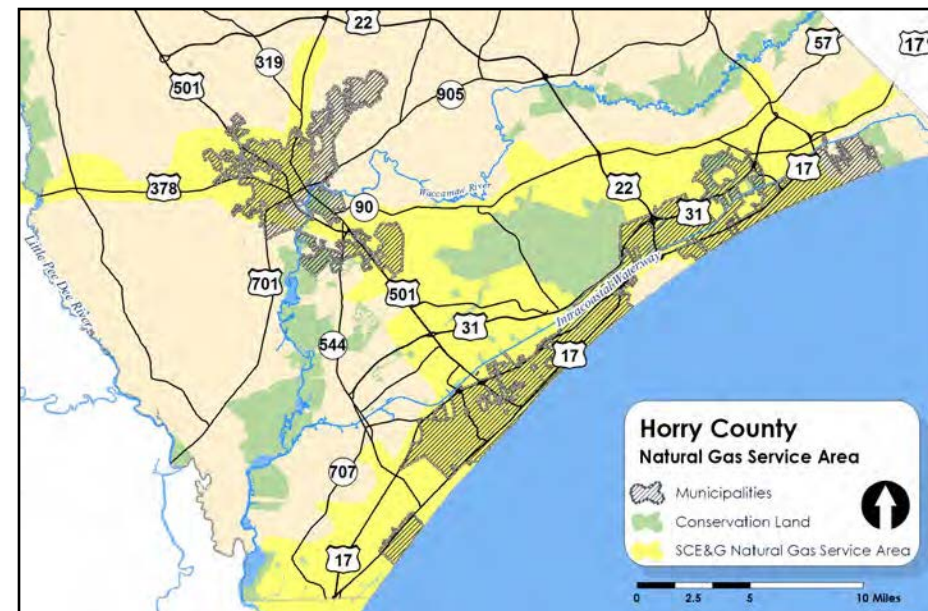 22
57
17
319
501
905
378
Waccamaw River
90
22
31
17
Little Pee Dee River
701
501
Intracoastal Waterway
31
544
17
707
17
Horry County
Natural Gas Service Area
Municipalities
Conservation Land
SCE&G Natural Gas Service Area
0 2.5 5 10 Miles